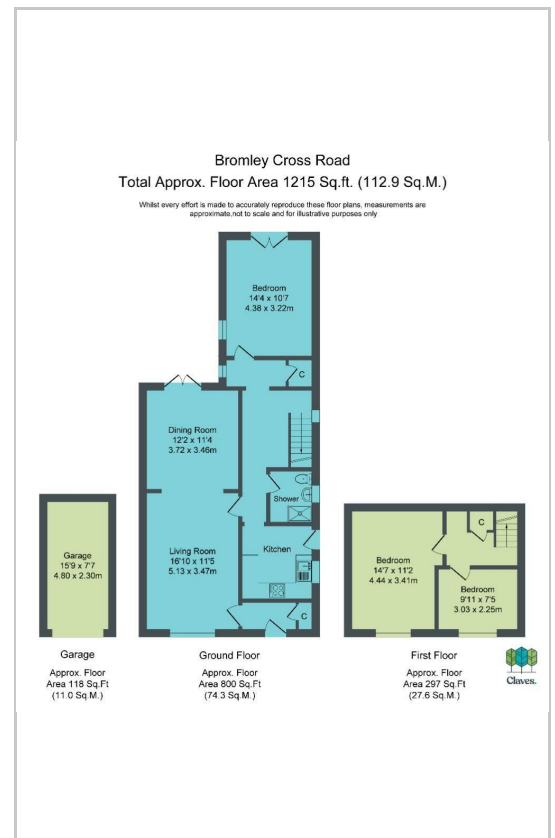 Bromley Cross Road
Total Approx. Floor Area 1215 Sq.ft. (112.9 Sq.M.)
Whilst every effort is made to accurately reproduce these floor plans, measurements are
approximate,not to scale and for illustrative purposes only
Bedroom
14'4 x 10'7
4.38 x 3.22m
C
Dining Room
12'2 x 11'4
3.72 x 3.46m
Shower
Living Room
16'10 x 11'5
5.13 x 3.47m
Kitchen
C
Garage
15'9 x 7'7
4.80 x 2.30m
Bedroom
14'7 x 11'2
4.44 x 3.41m
C
Bedroom
9'11 x 7'5
3.03 x 2.25m
Garage
Approx. Floor
Area 118 Sq.Ft
(11.0 Sq.M.)
Ground Floor
Approx. Floor
Area 800 Sq.Ft
(74.3 Sq.M.)
First Floor
Approx. Floor
Area 297 Sq.Ft
(27.6 Sq.M.)
Claves.